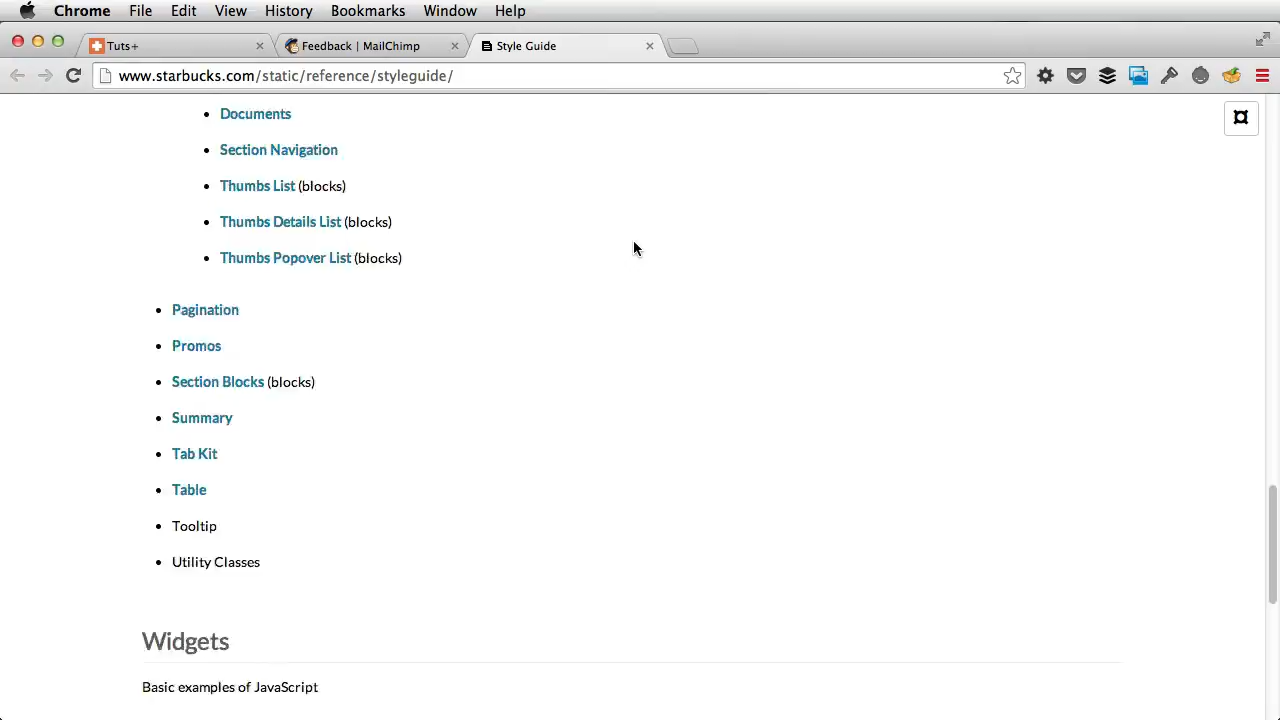 Chrome File Edit View History Bookmarks Window Help
Tuts+ Feedback | MailChimp Style Guide
www.starbucks.com/static/reference/styleguide/
Documents
Section Navigation
Thumbs List (blocks)
Thumbs Details List (blocks)
Thumbs Popover List (blocks)
Pagination
Promos
Section Blocks (blocks)
Summary
Tab Kit
Table
Tooltip
Utility Classes
Widgets
Basic examples of JavaScript